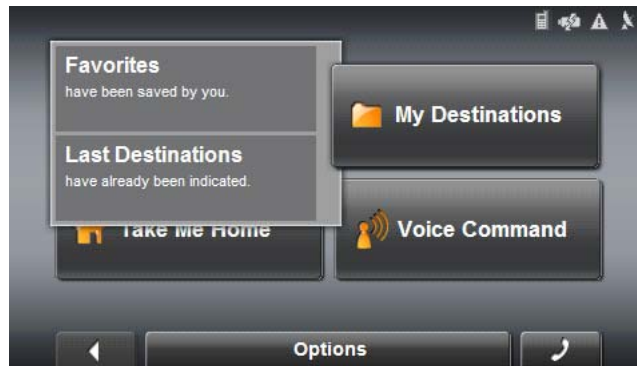 Favorites
have been saved by you.
My Destinations
Last Destinations
have already been indicated.
Take Me Home
Voice Command
Options